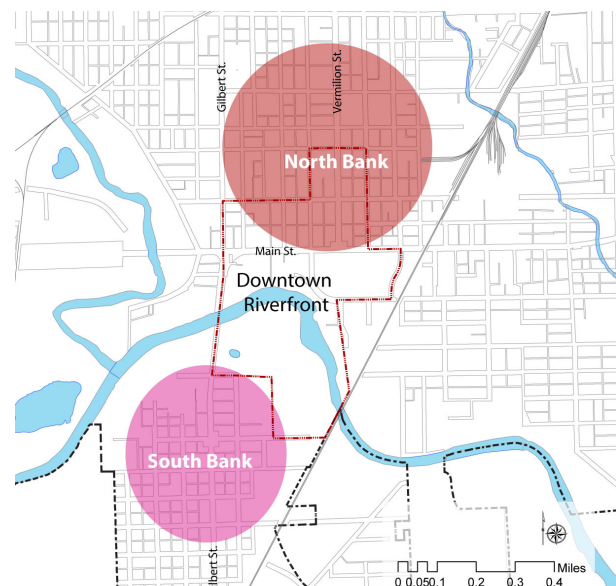 Gilbert St.
Vermilion St.
North Bank
Main St.
Downtown
Riverfront
South Bank
lbert St.
Miles
0 0.050.1 0.2 0.3 0.4